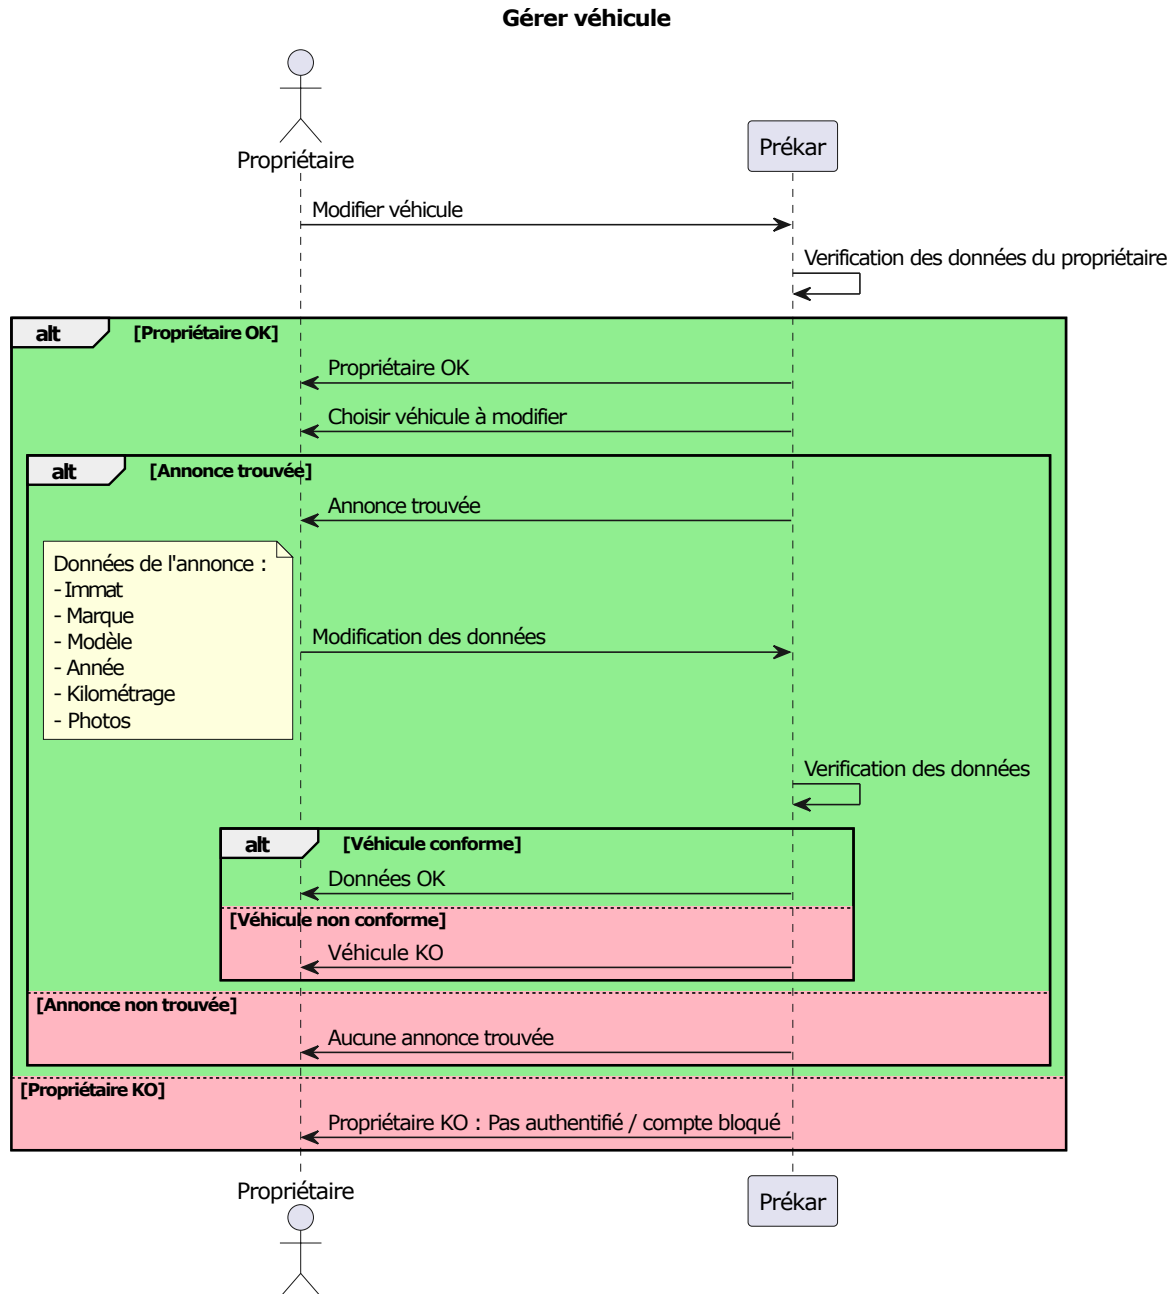 Gérer véhicule
Propriétaire
Prékar
Modifier véhicule
Verification des données du propriétaire
alt
[Propriétaire OK]
Propriétaire OK
Choisir véhicule à modifier
alt
[Annonce trouvée]
Annonce trouvée
Données de l'annonce :
- Immat
- Marque
- Modèle
- Année
- Kilométrage
- Photos
Modification des données
Verification des données
alt
[Véhicule conforme]
Données OK
[Véhicule non conforme]
Véhicule KO
[Annonce non trouvée]
Aucune annonce trouvée
[Propriétaire KO]
Propriétaire KO : Pas authentifié / compte bloqué
Propriétaire
Prékar